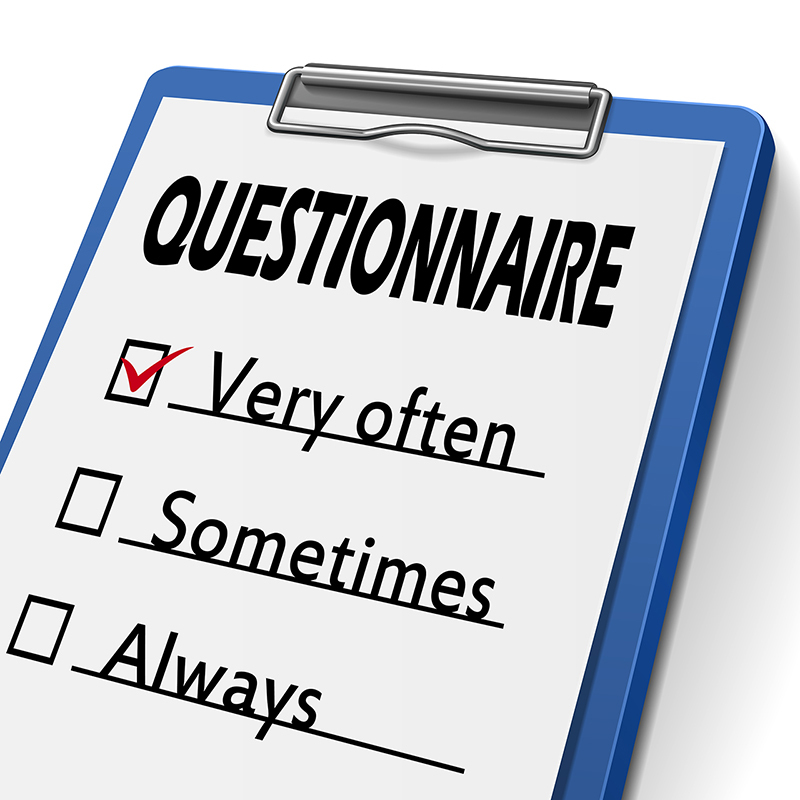 QUESTIONNAIRE
Very often
Sometimes
Always